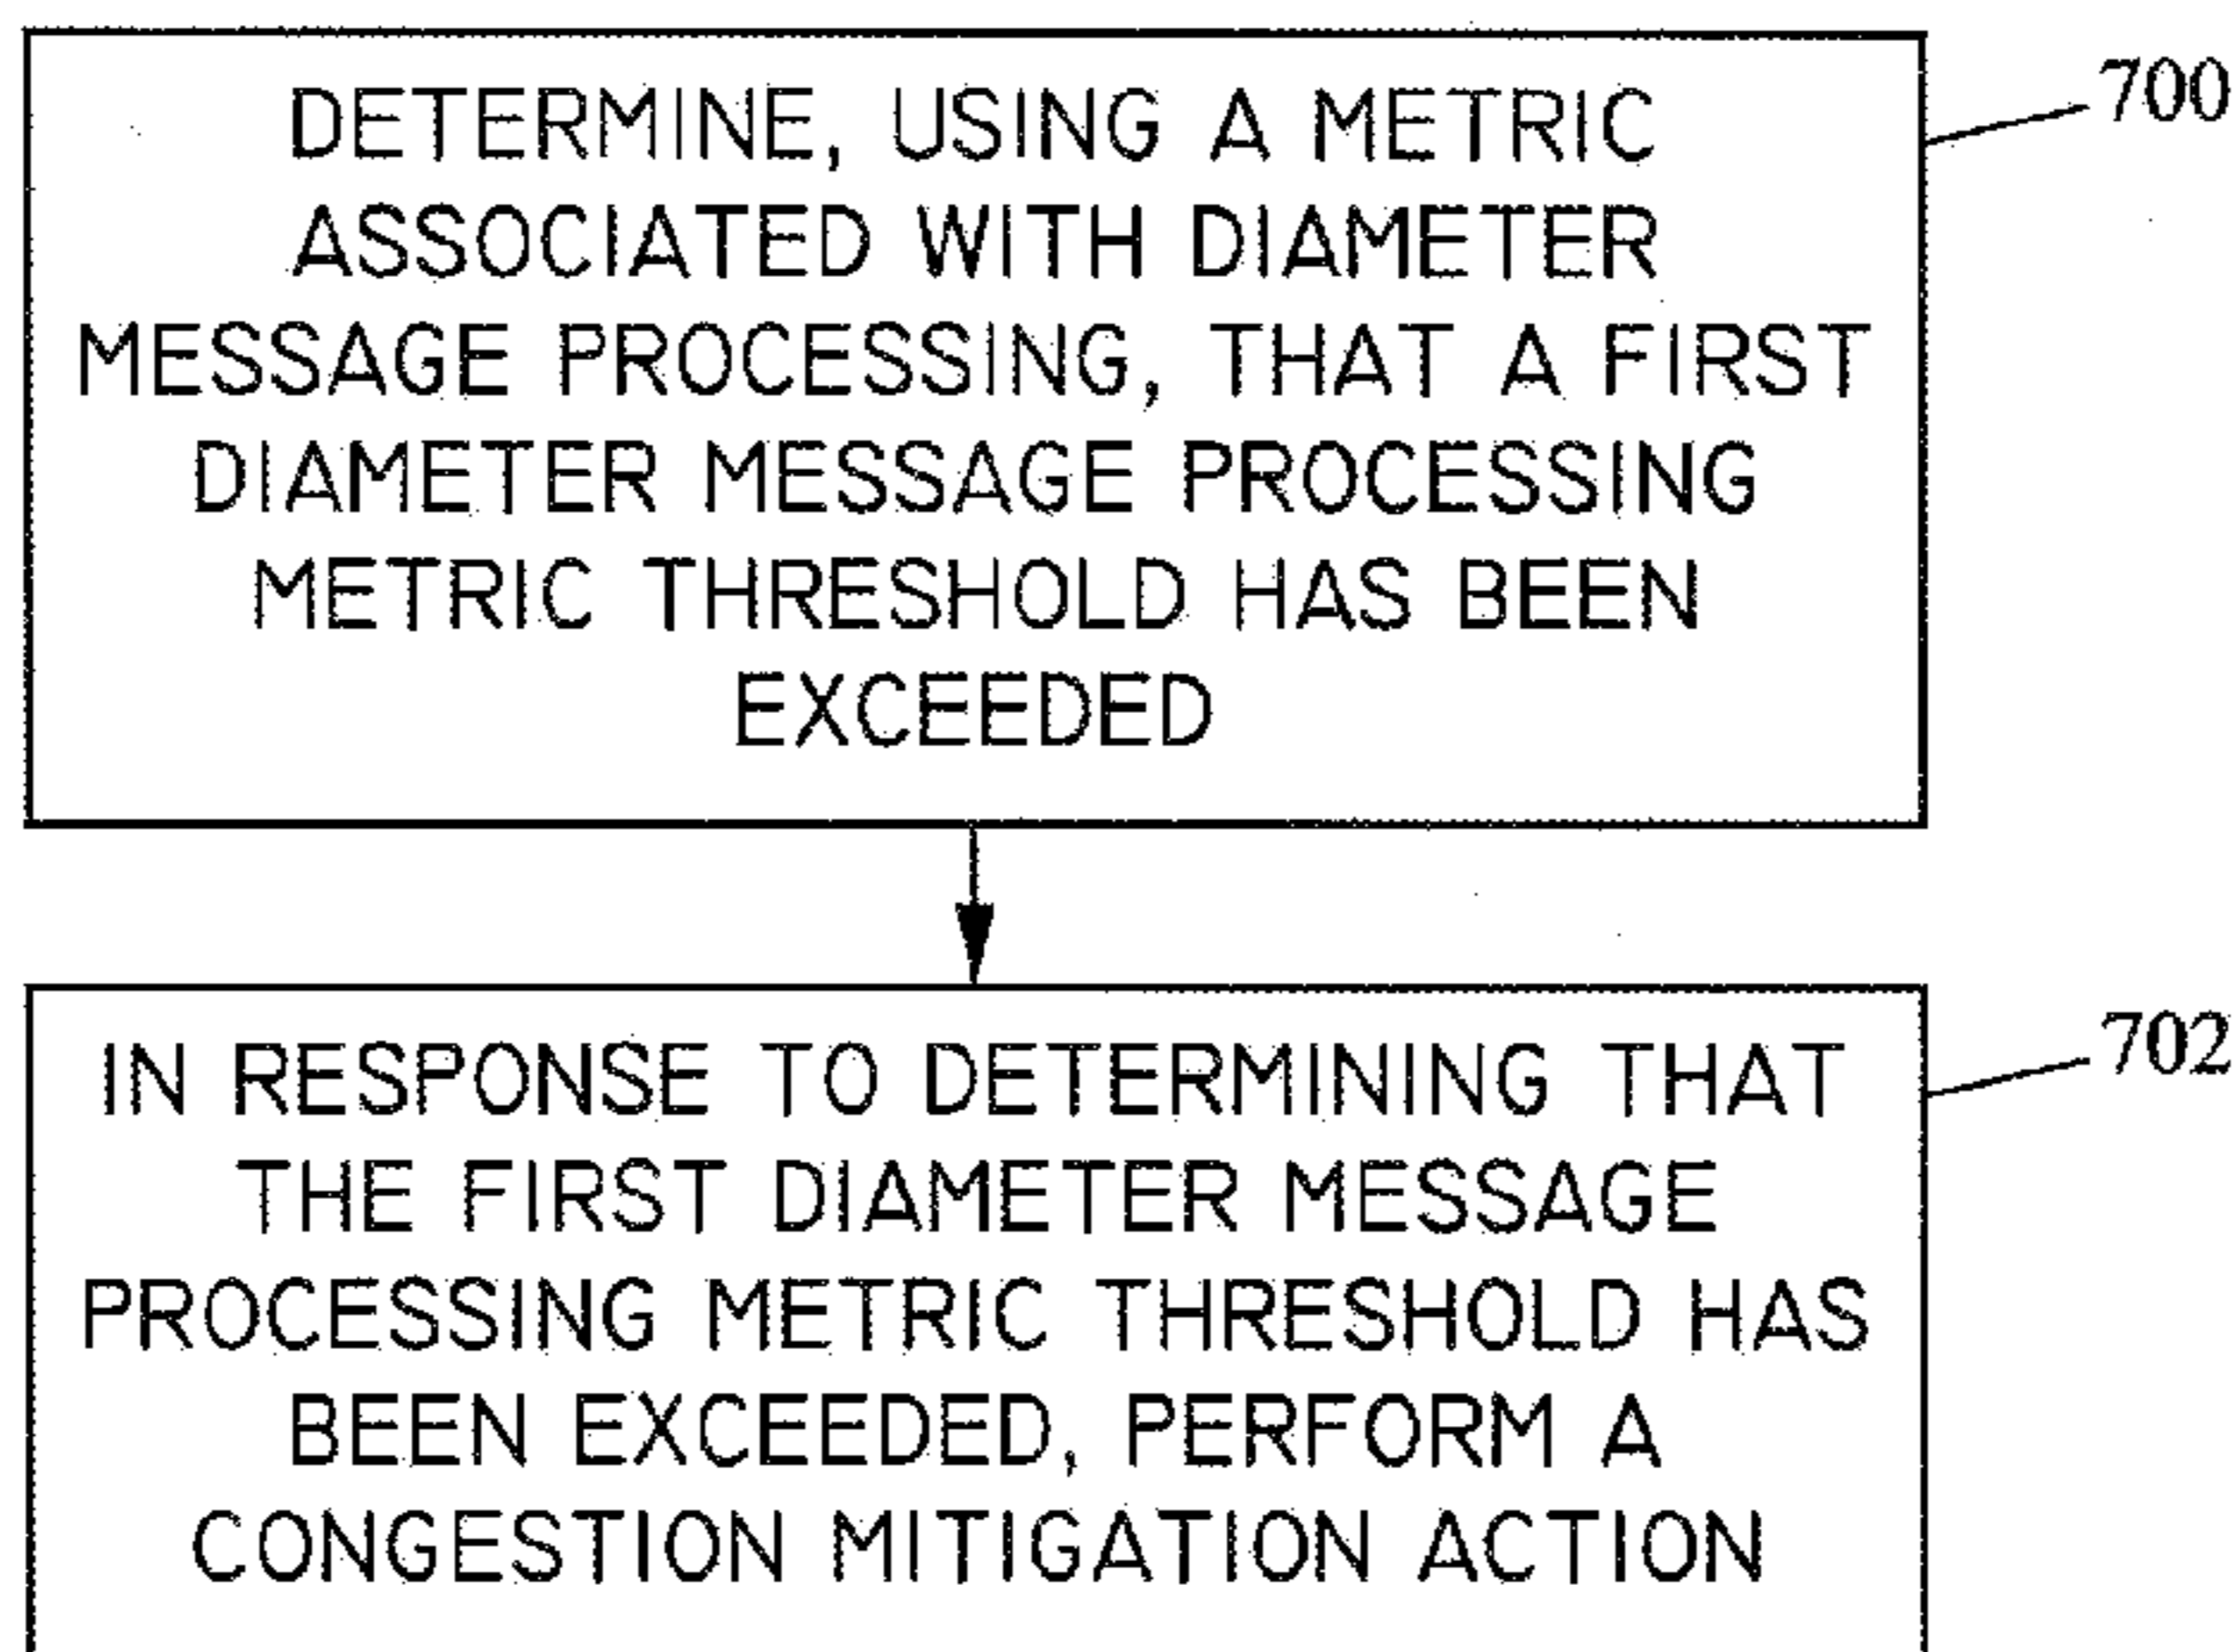 DETERMINE, USING A METRIC
ASSOCIATED WITH DIAMETER
MESSAGE PROCESSING, THAT A FIRST
DIAMETER MESSAGE PROCESSING
METRIC THRESHOLD HAS BEEN
EXCEEDED
700
IN RESPONSE TO DETERMINING THAT
THE FIRST DIAMETER MESSAGE
PROCESSING METRIC THRESHOLD HAS
BEEN EXCEEDED, PERFORM A
CONGESTION MITIGATION ACTION
702